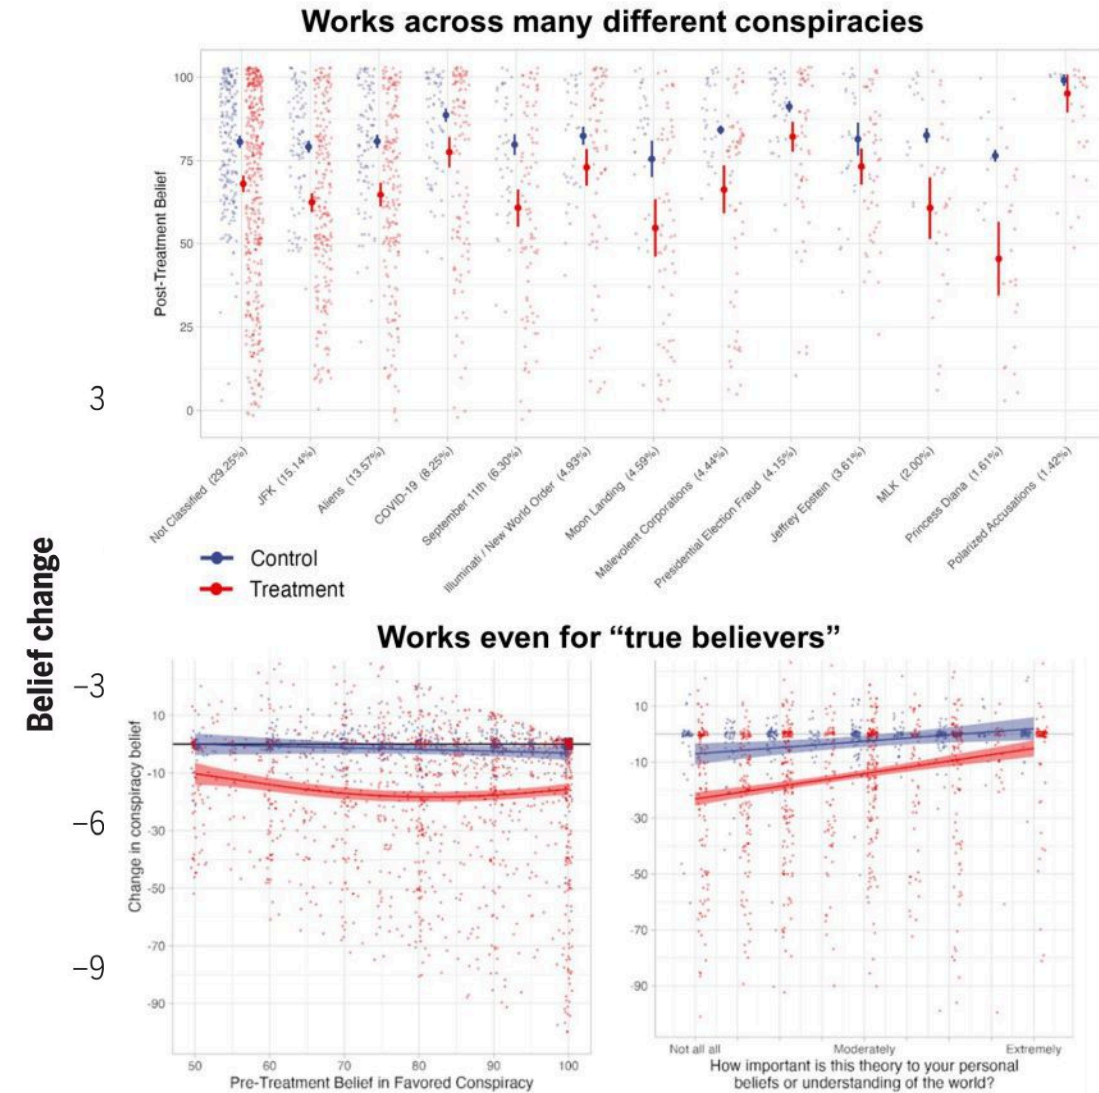 Works across many different conspiracies
100
75
50
25
0
Post-Treatment Belief
Not Classified (29.25%)
JFK (15.14%)
Aliens (13.57%)
COVID-19 (8.25%)
September 11th (6.30%)
Illuminati / New World Order (4.93%)
Moon Landing (4.59%)
Malevolent Corporations (4.44%)
Presidential Election Fraud (4.15%)
Jeffrey Epstein (3.61%)
MLK (2.00%)
Princess Diana (1.61%)
Polarized Accusations (1.42%)
Control
Treatment
3
-3
-6
-9
Belief change
Works even for “true believers”
10
-10
-30
-50
-70
-90
Change in conspiracy belief
50
60
70
80
90
100
Pre-Treatment Belief in Favored Conspiracy
10
-10
-30
-50
-70
-90
Not all all
Moderately
Extremely
How important is this theory to your personal
beliefs or understanding of the world?